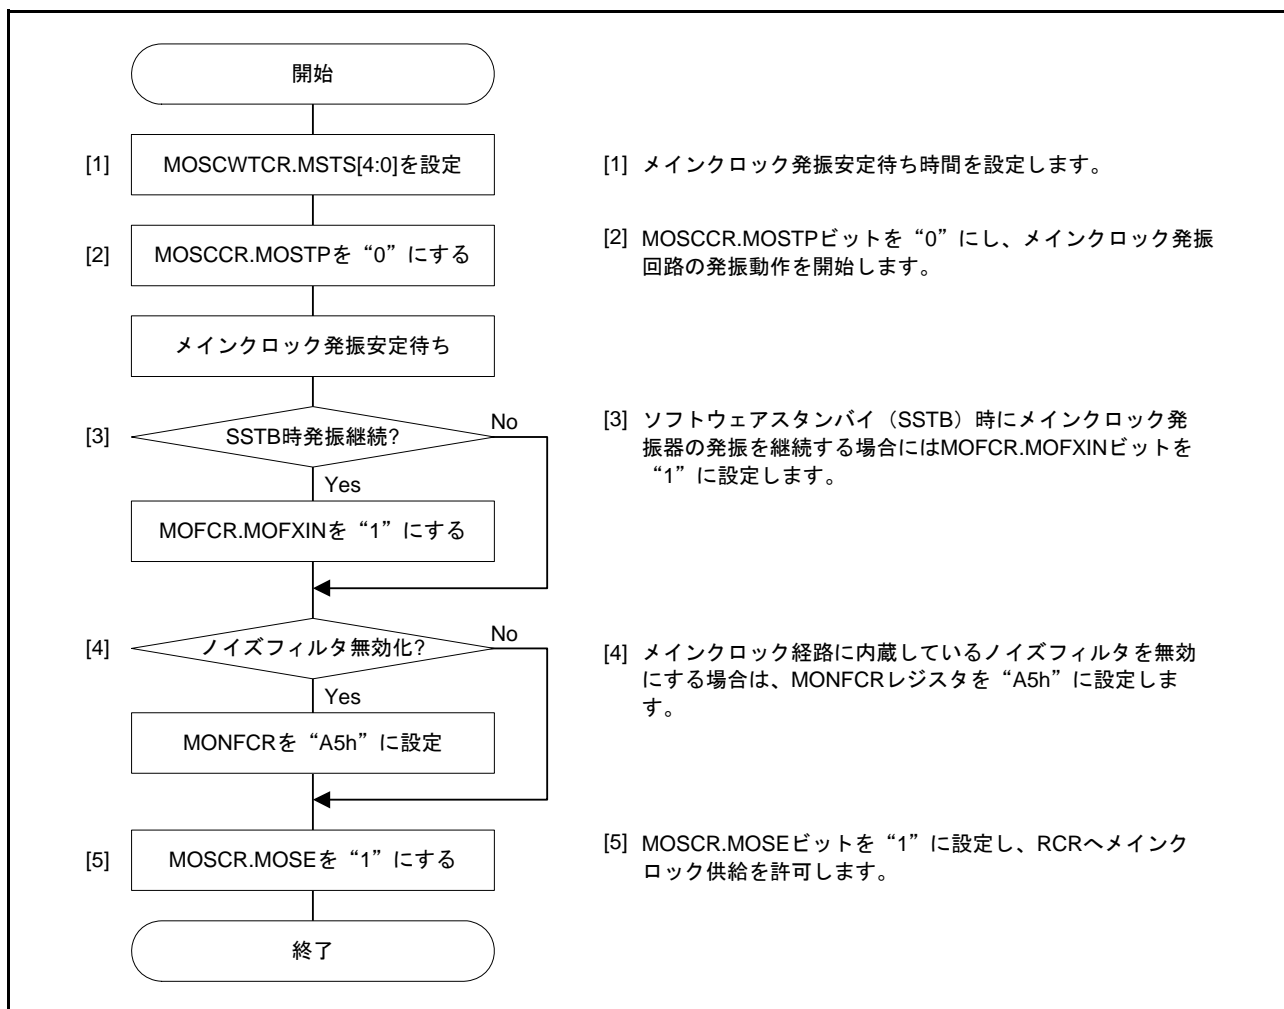 開始
[1] MOSCWTCR.MSTS[4:0]を設定
[1] メインクロック発振安定待ち時間を設定します。
[2] MOSCCR.MOSTPを“0”にする
[2] MOSCCR.MOSTPビットを“0”にし、メインクロック発振
回路の発振動作を開始します。
メインクロック発振安定待ち
[3] SSTB時発振継続?
No
Yes
[3] ソフトウェアスタンバイ（SSTB）時にメインクロック発
振器の発振を継続する場合にはMOFCR.MOFXINビットを
“1”に設定します。
MOFCR.MOFXINを“1”にする
[4] ノイズフィルタ無効化?
No
Yes
[4] メインクロック経路に内蔵しているノイズフィルタを無効
にする場合は、MONFCRレジスタを“A5h”に設定しま
す。
MONFCRを“A5h”に設定
[5] MOSCR.MOSEを“1”にする
[5] MOSCR.MOSEビットを“1”に設定し、RCRへメインク
ロック供給を許可します。
終了